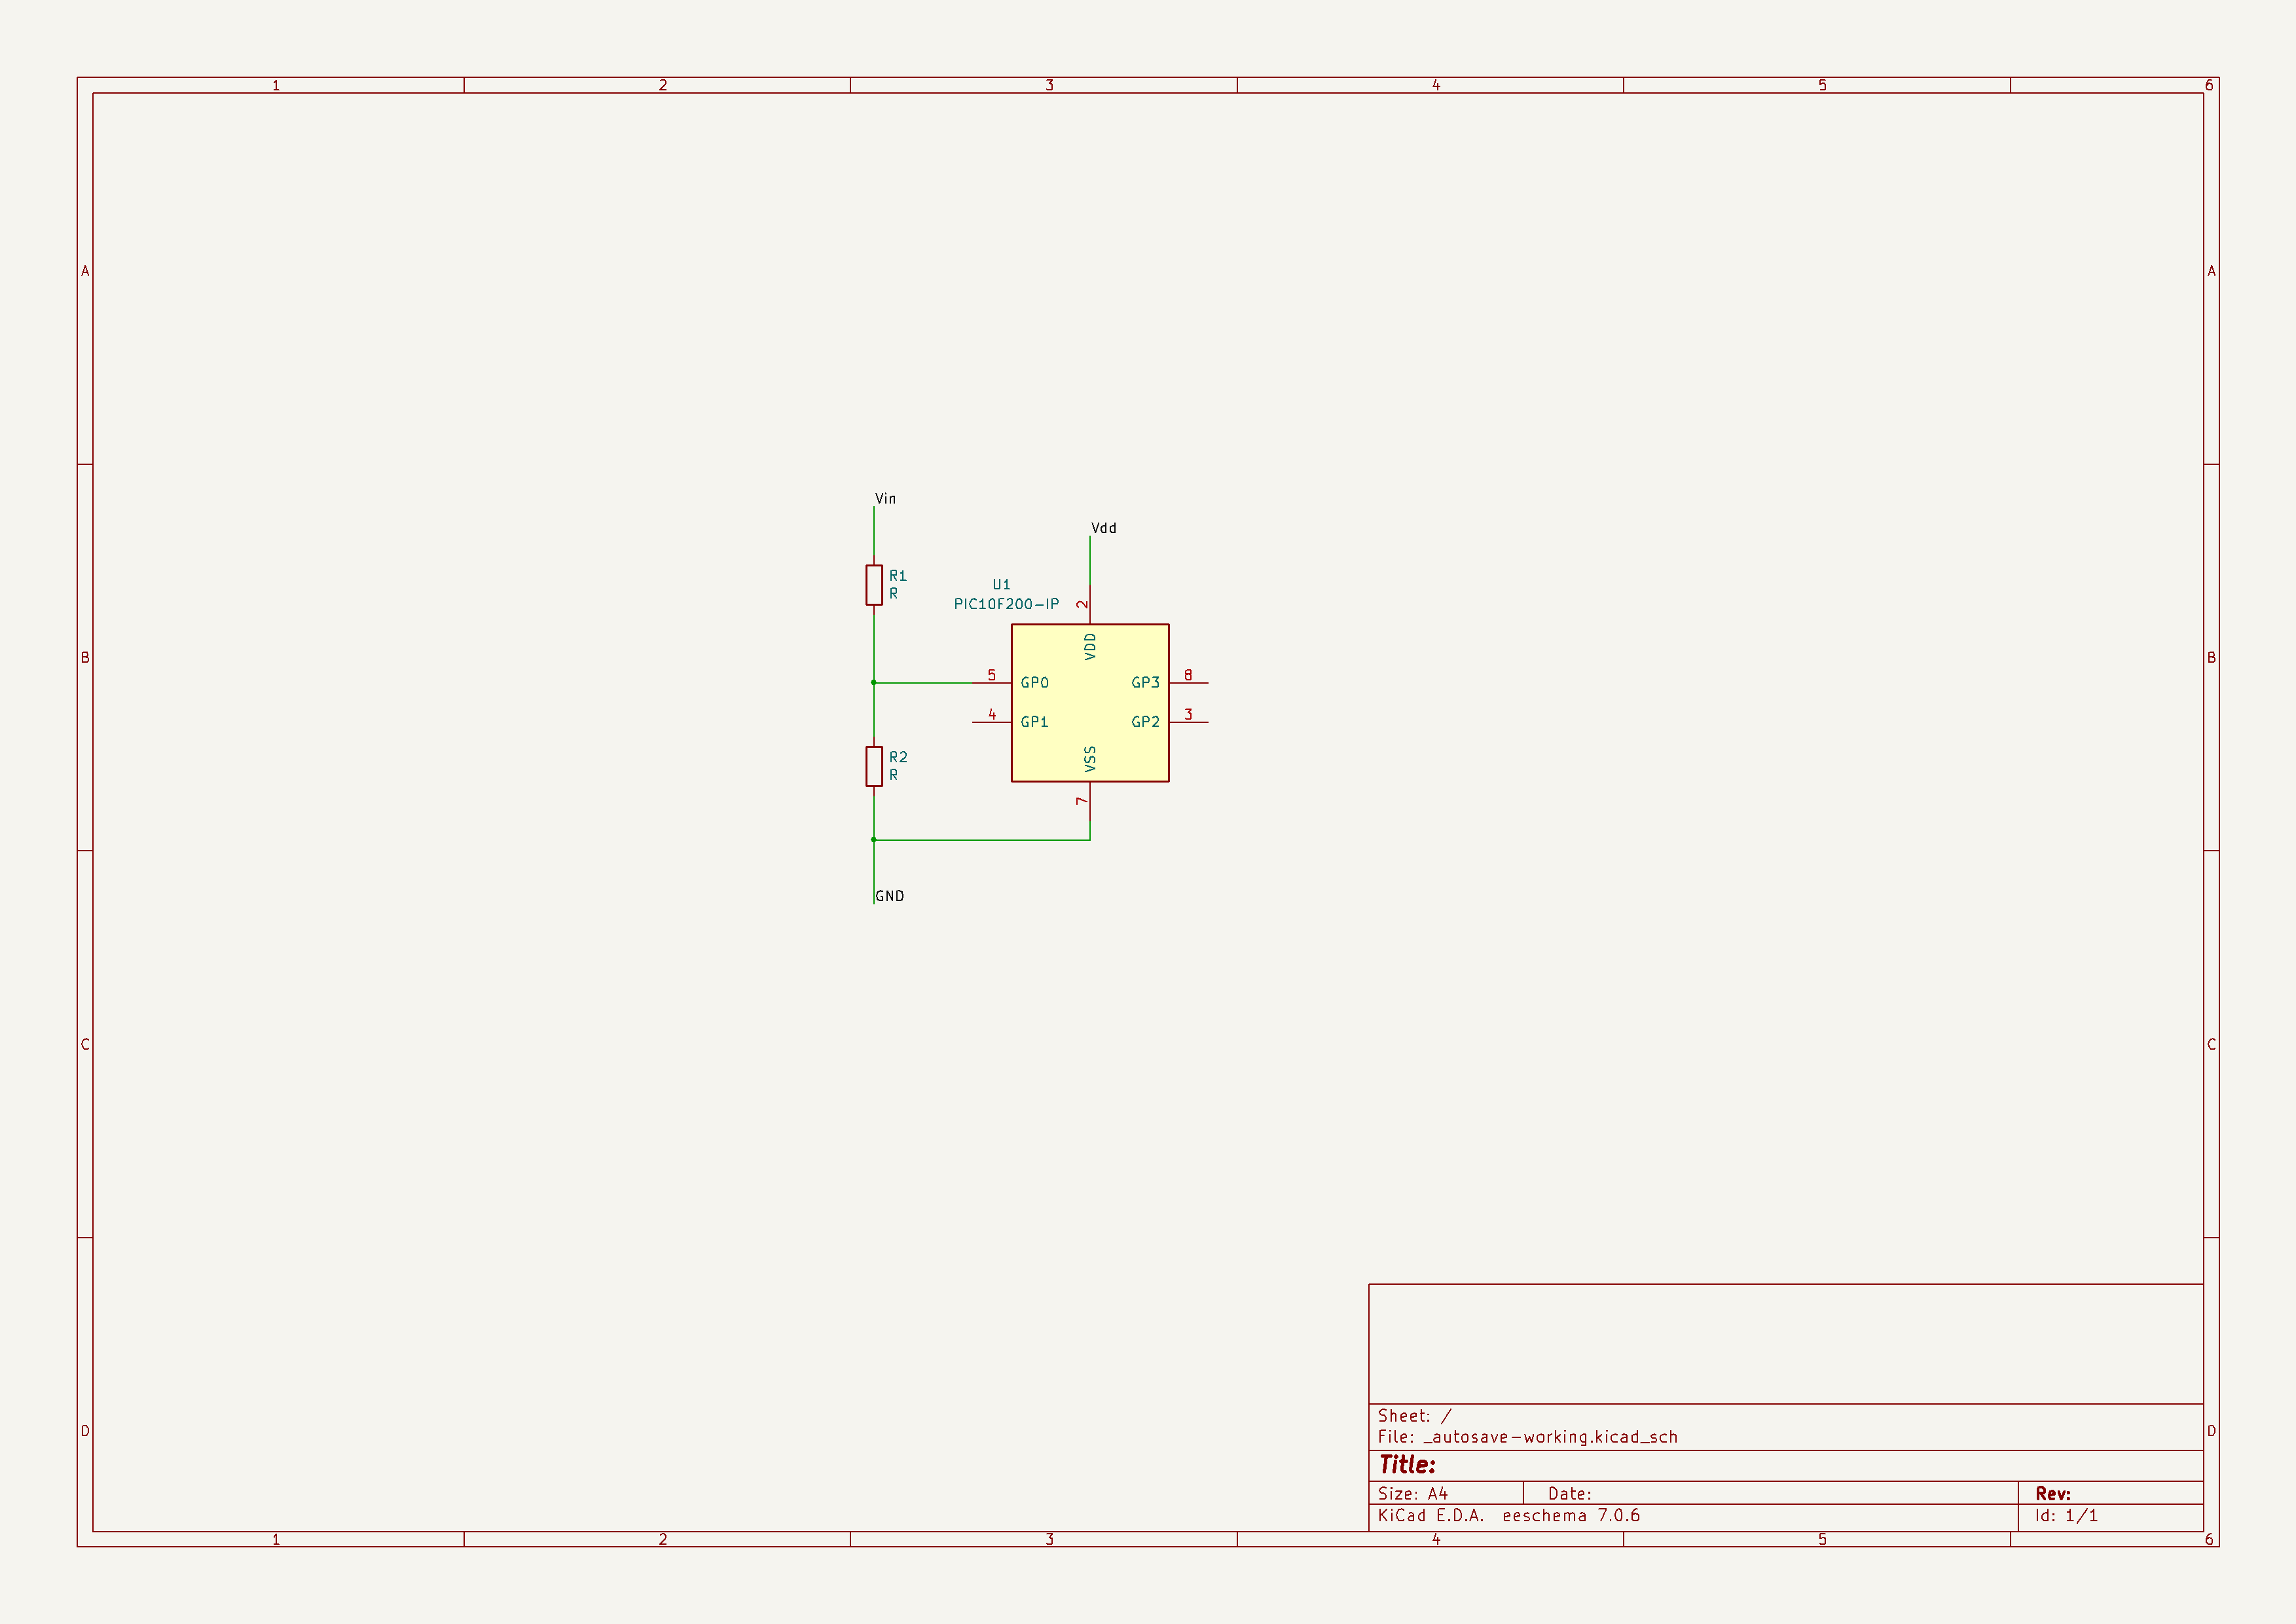 1 2 3 4 5 6
A A
Vin
Vdd
R1
R
U1
PIC10F200-IP
2
VDD
B B
5 GP0 GP3 8
4 GP1 GP2 3
R2
R
VSS
7
GND
C C
Sheet: /
File: _autosave-working.kicad_sch
D D
Title:
Size: A4 Date: Rev:
KiCad E.D.A. eeschema 7.0.6 Id: 1/1
1 2 3 4 5 6